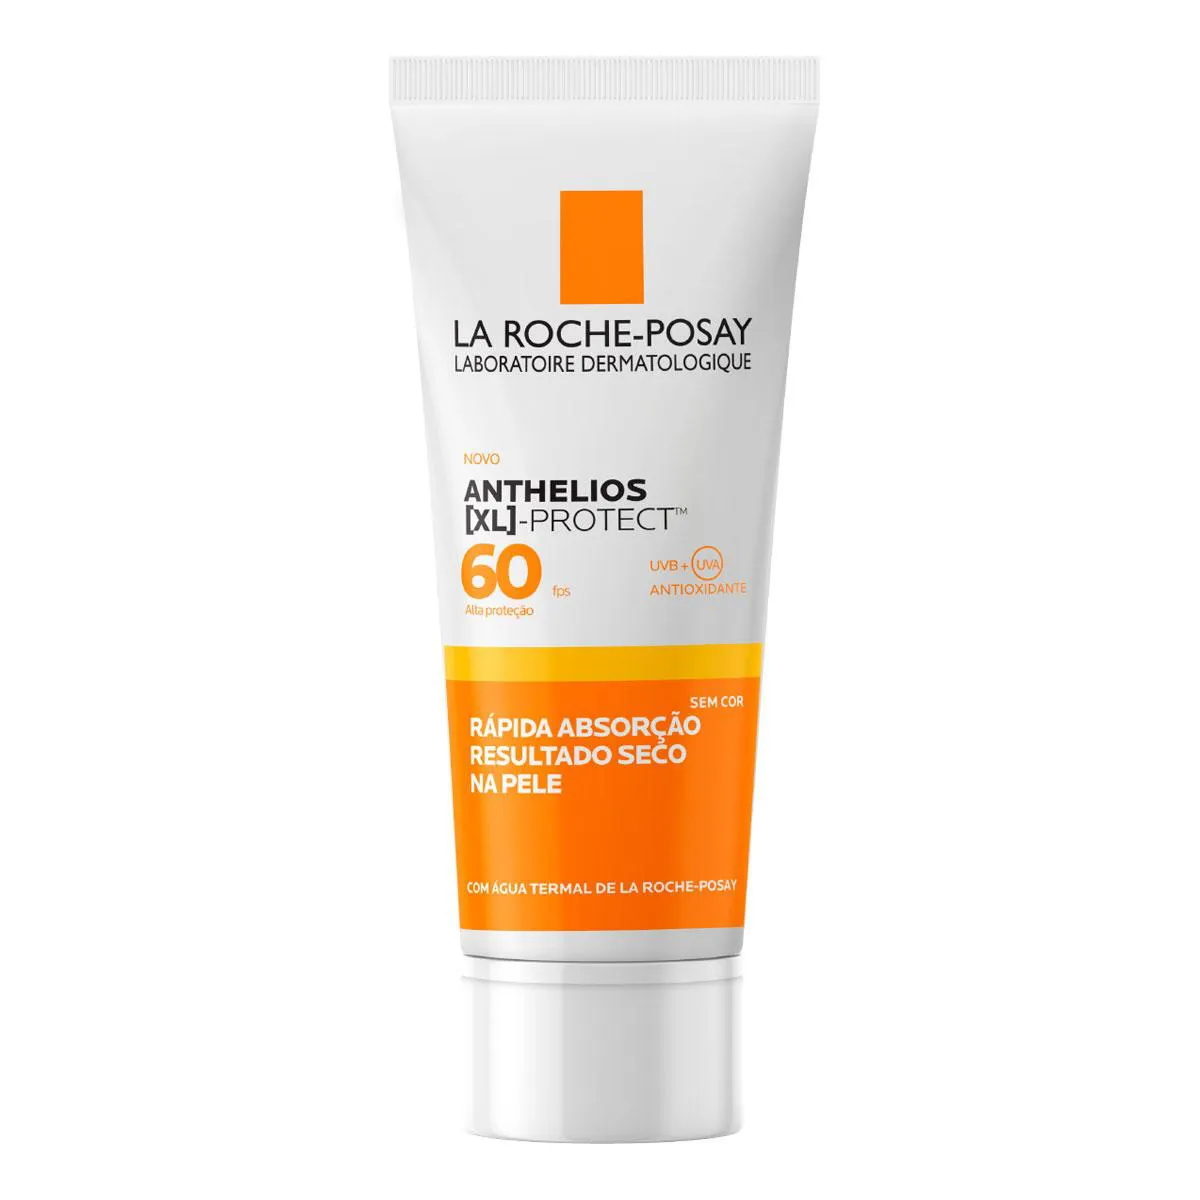 LA ROCHE-POSAY
LABORATOIRE DERMATOLOGIQUE
NOVO
ANTHELIOS
[XL]-PROTECT™
60 fps
Alta proteção
UVB + UVA
ANTIOXIDANTE
SEM COR
RÁPIDA ABSORÇÃO
RESULTADO SECO
NA PELE
COM ÁGUA TERMAL DE LA ROCHE-POSAY